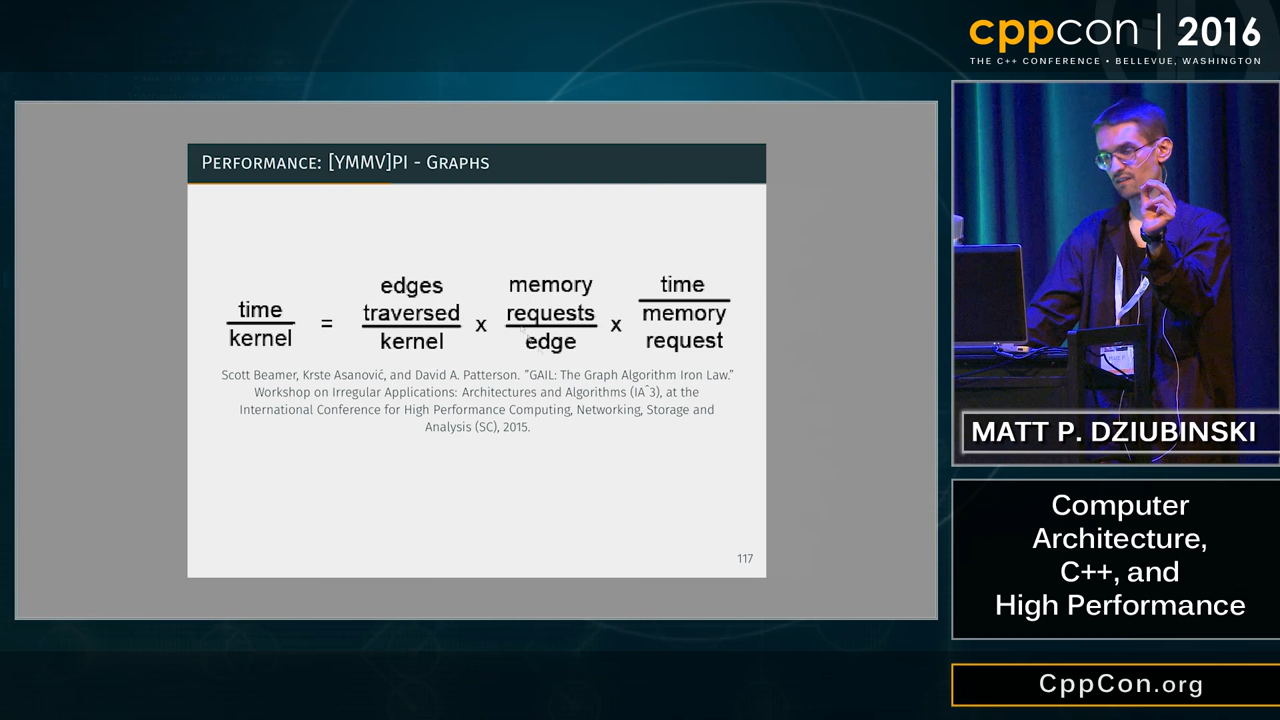 cppcon | 2016
THE C++ CONFERENCE • BELLEVUE, WASHINGTON
PERFORMANCE: [YMMV]PI - GRAPHS
time
kernel
=
edges
traversed
kernel
x
memory
requests
edge
x
time
memory
request
Scott Beamer, Krste Asanović, and David A. Patterson. "GAIL: The Graph Algorithm Iron Law."
Workshop on Irregular Applications: Architectures and Algorithms (IA^3), at the
International Conference for High Performance Computing, Networking, Storage and
Analysis (SC), 2015.
117
MATT P. DZIUBINSKI
Computer
Architecture,
C++, and
High Performance
CppCon.org